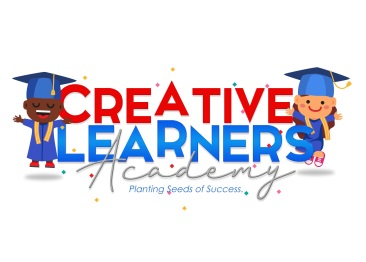 CREATIVE
LEARNERS
Academy
Planting Seeds of Success.